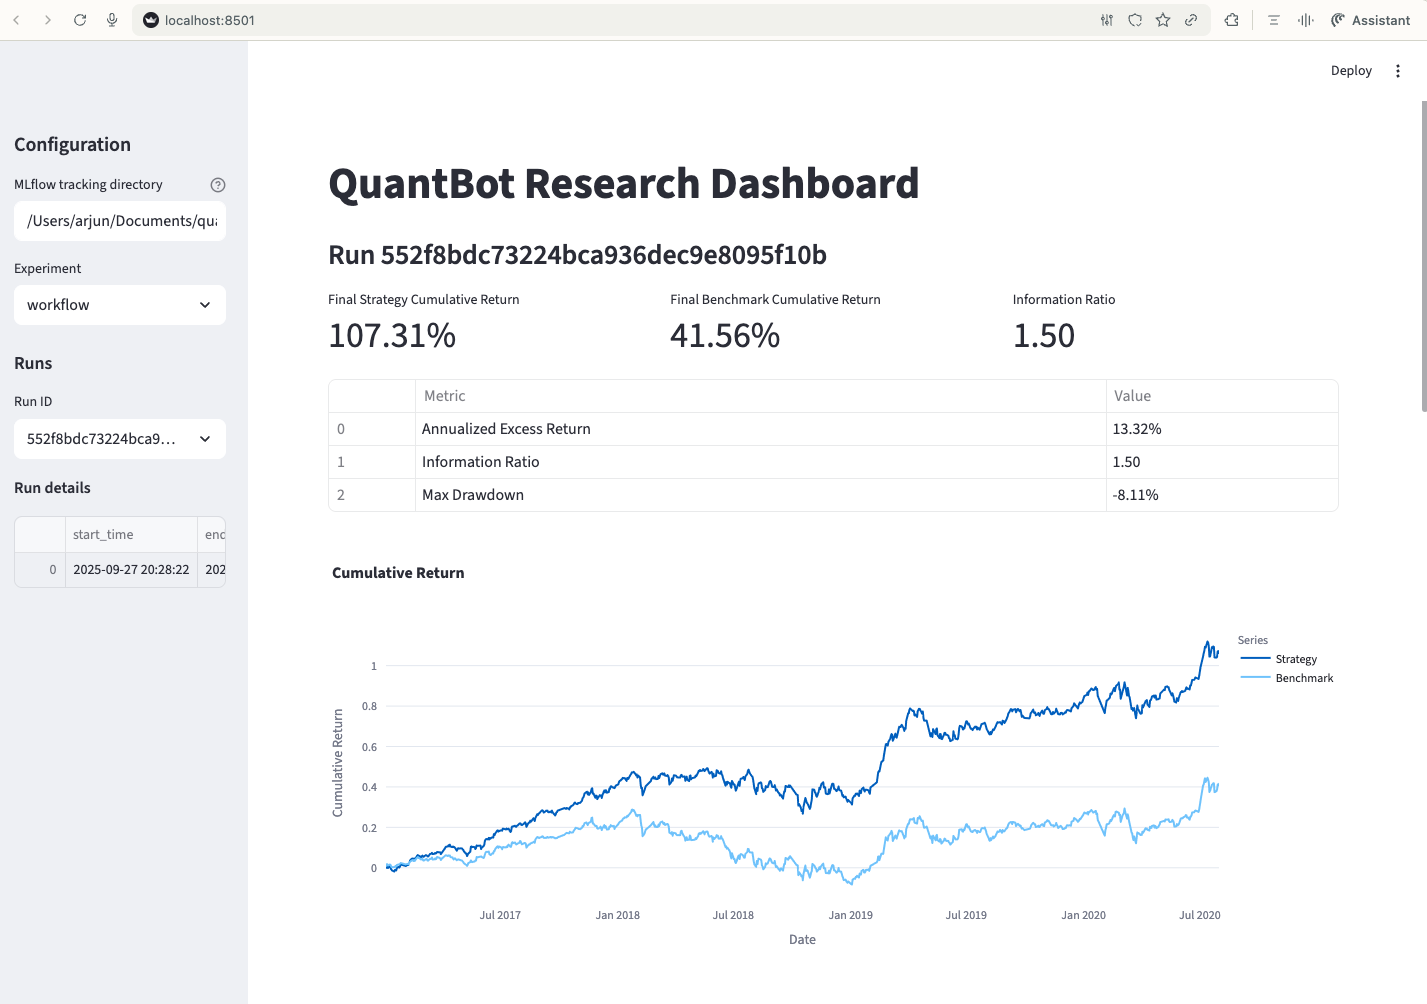 localhost:8501
Assistant
Deploy
Configuration
MLflow tracking directory
/Users/arjun/Documents/qua
Experiment
workflow
Runs
Run ID
552f8bdc73224bca9...
Run details
start_time
0 2025-09-27 20:28:22 202
QuantBot Research Dashboard
Run 552f8bdc73224bca936dec9e8095f10b
Final Strategy Cumulative Return
107.31%
Final Benchmark Cumulative Return
41.56%
Information Ratio
1.50
Metric Value
0 Annualized Excess Return 13.32%
1 Information Ratio 1.50
2 Max Drawdown -8.11%
Cumulative Return
Series
Strategy
Benchmark
Cumulative Return
1
0.8
0.6
0.4
0.2
0
Jul 2017 Jan 2018 Jul 2018 Jan 2019 Jul 2019 Jan 2020 Jul 2020
Date